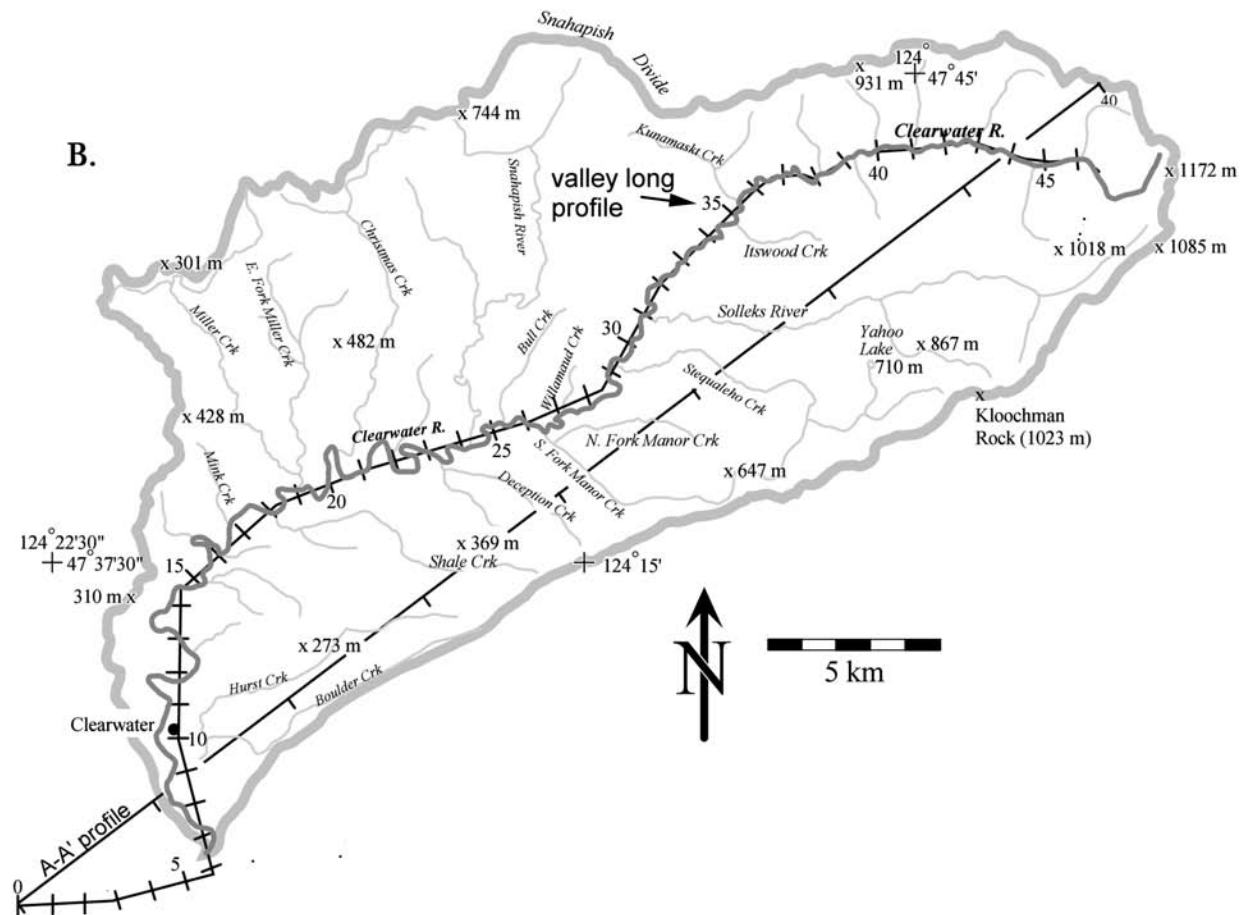 B.
Snahapish
Divide
124°
x
931 m
47°45'
40
x 744 m
Kunamaskt Crk
Clearwater R.
Snahapish River
valley long
profile
35
40
45
x 1172 m
x 301 m
E. Fork Miller Crk
Christmas Crk
Itswood Crk
x 1018 m
x 1085 m
Miller Crk
Bull Crk
Solleks River
30
Willamaud Crk
x 482 m
Yahoo
Lake
x 867 m
710 m
Stequaleho Crk
x
Kloochman
Rock (1023 m)
x 428 m
Clearwater R.
25
N. Fork Manor Crk
S. Fork Manor Crk
x 647 m
Mink Crk
20
Deception Crk
124°22'30"
47°37'30"
15
x 369 m
Shale Crk
124°15'
310 m x
x 273 m
N
5 km
Hurst Crk
Boulder Crk
Clearwater
10
A-A' profile
5
0